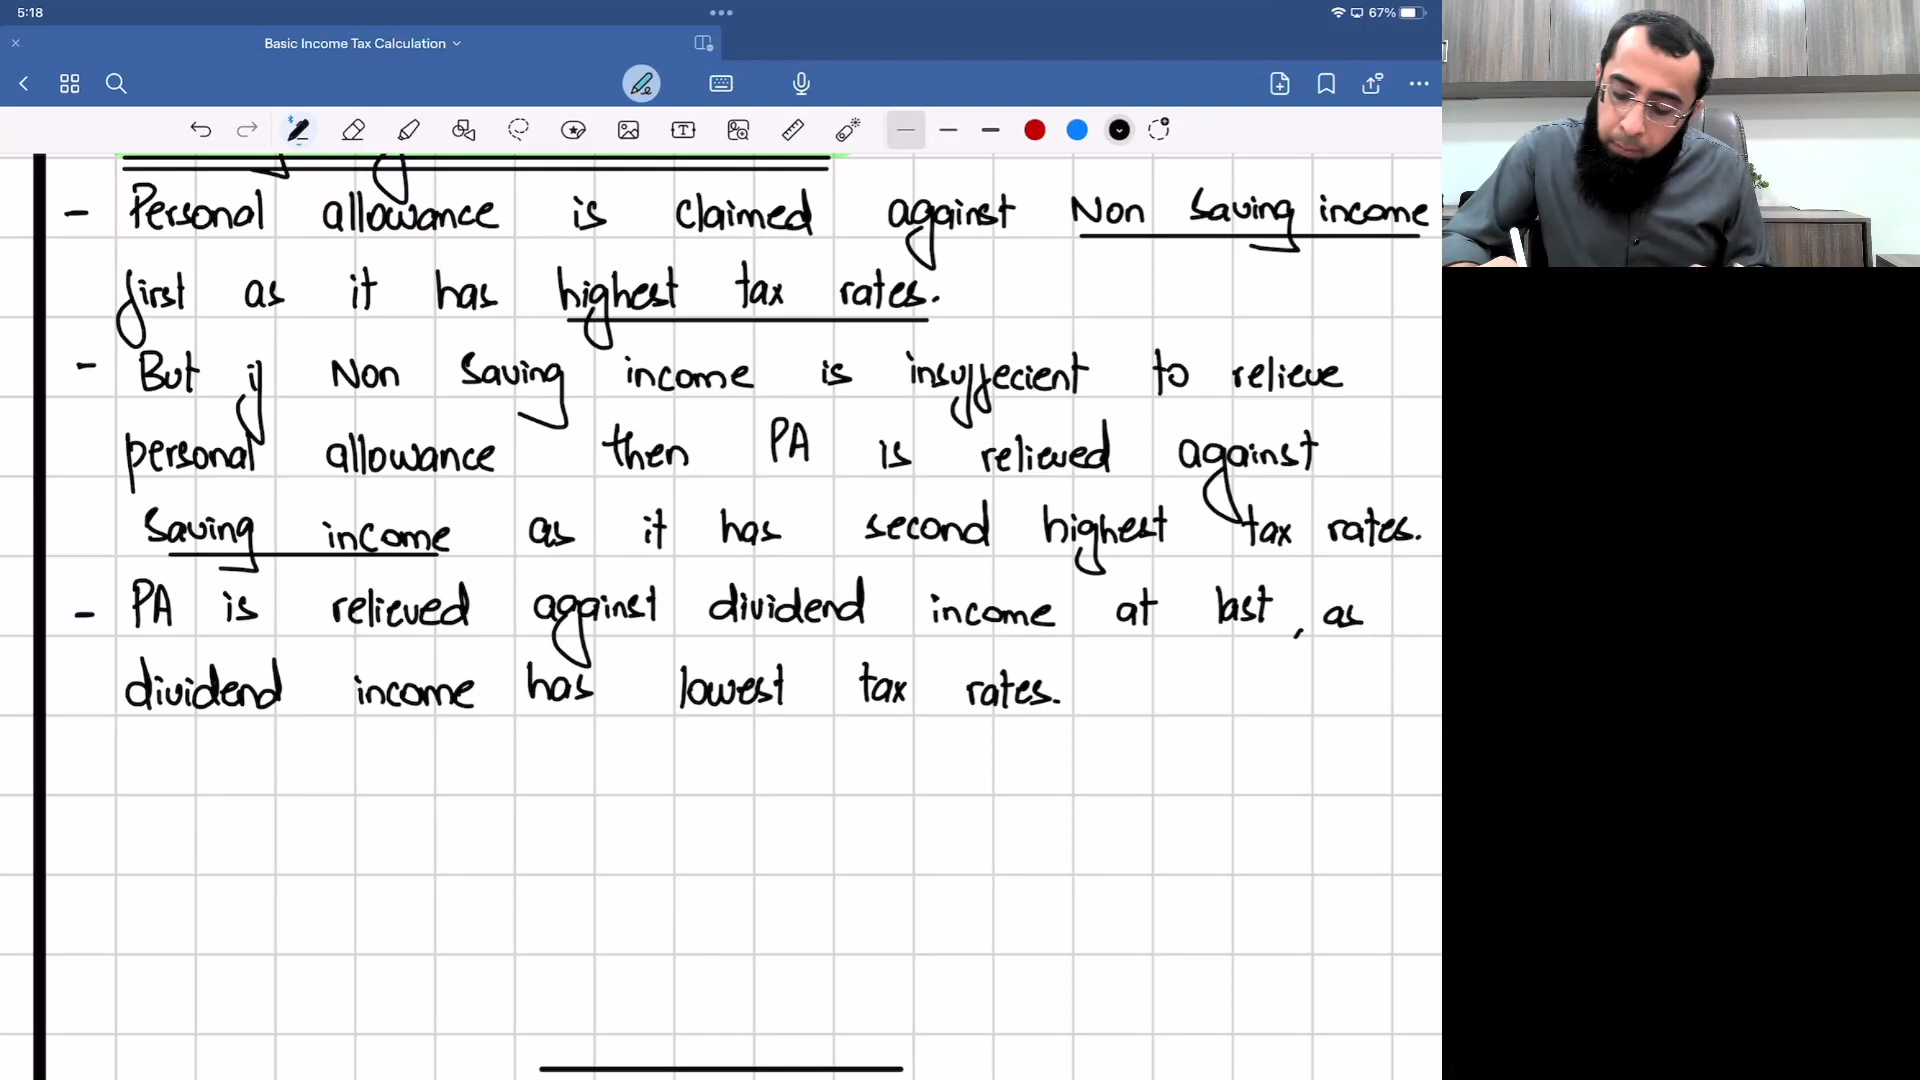 5:18
67%
Basic Income Tax Calculation
- Personal allowance is claimed against Non Saving income
first as it has highest tax rates.
- But if Non Saving income is insuffecient to relieve
personal allowance then PA is relieved against
Saving income as it has second highest tax rates.
- PA is relieved against dividend income at last, as
dividend income has lowest tax rates.